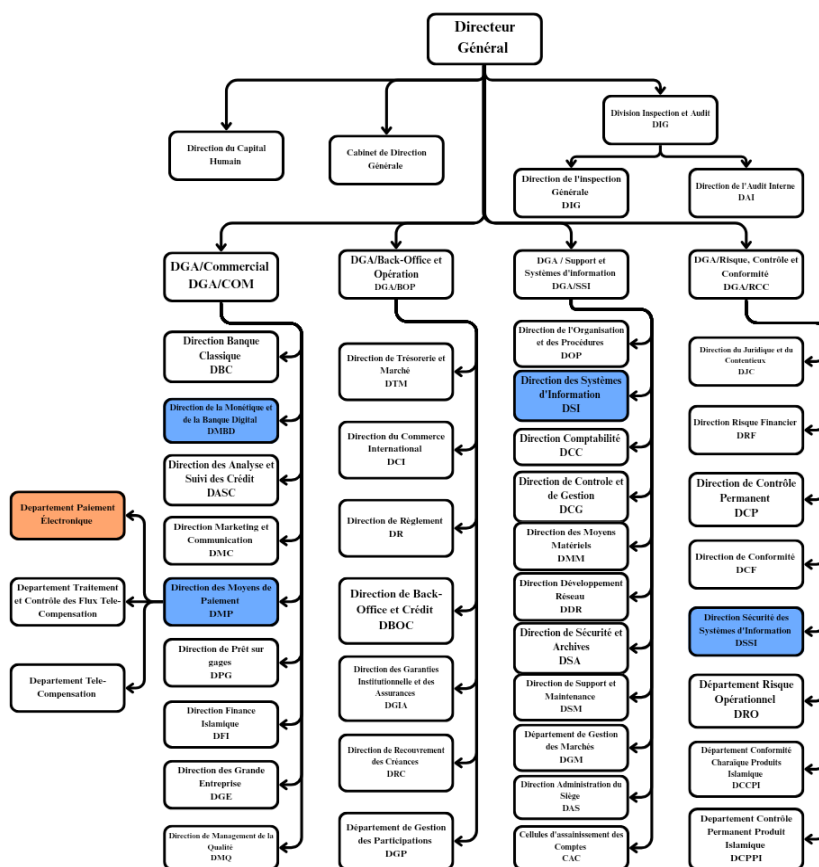 Directeur
Général
Direction du Capital
Humain
Cabinet de Direction
Générale
Division Inspection et Audit
DIG
Direction de l'inspection
Générale
DIG
Direction de l'Audit Interne
DAI
DGA/Commercial
DGA/COM
DGA/Back-Office et
Opération
DGA/BOP
DGA / Support et
Systèmes d'information
DGA/SSI
DGA/Risque, Contrôle et
Conformité
DGA/RCC
Direction Banque
Classique
DBC
Direction de la Monétique et
de la Banque Digital
DMBD
Direction des Analyse et
Suivi des Crédit
DASC
Direction Marketing et
Communication
DMC
Direction des Moyens de
Paiement
DMP
Direction de Prêt sur
gages
DPG
Direction Finance
Islamique
DFI
Direction des Grande
Entreprise
DGE
Direction de Management de la
Qualité
DMQ
Departement Paiement
Électronique
Departement Traitement
et Contrôle des Flux Tele-
Compensation
Departement Tele-
Compensation
Direction de Trésorerie et
Marché
DTM
Direction du Commerce
International
DCI
Direction de Règlement
DR
Direction de Back-
Office et Crédit
DBOC
Direction des Garanties
Institutionnelle et des
Assurances
DGIA
Direction de Recouvrement
des Créances
DRC
Département de Gestion
des Participations
DGP
Direction de l'Organisation
et des Procédures
DOP
Direction des Systèmes
d'Information
DSI
Direction Comptabilité
DCC
Direction de Controle et
de Gestion
DCG
Direction des Moyens
Matériels
DMM
Direction Développement
Réseau
DDR
Direction de Sécurité et
Archives
DSA
Direction de Support et
Maintenance
DSM
Département de Gestion
des Marchés
DGM
Direction Administration du
Siège
DAS
Cellules d'assainissement des
Comptes
CAC
Direction du Juridique et du
Contentieux
DJC
Direction Risque Financier
DRF
Direction de Contrôle
Permanent
DCP
Direction de Conformité
DCF
Direction Sécurité des
Systèmes d'Information
DSSI
Département Risque
Opérationnel
DRO
Département Conformité
Charaïque Produits
Islamique
DCCPI
Departement Contrôle
Permanent Produit
Islamique
DCPPI